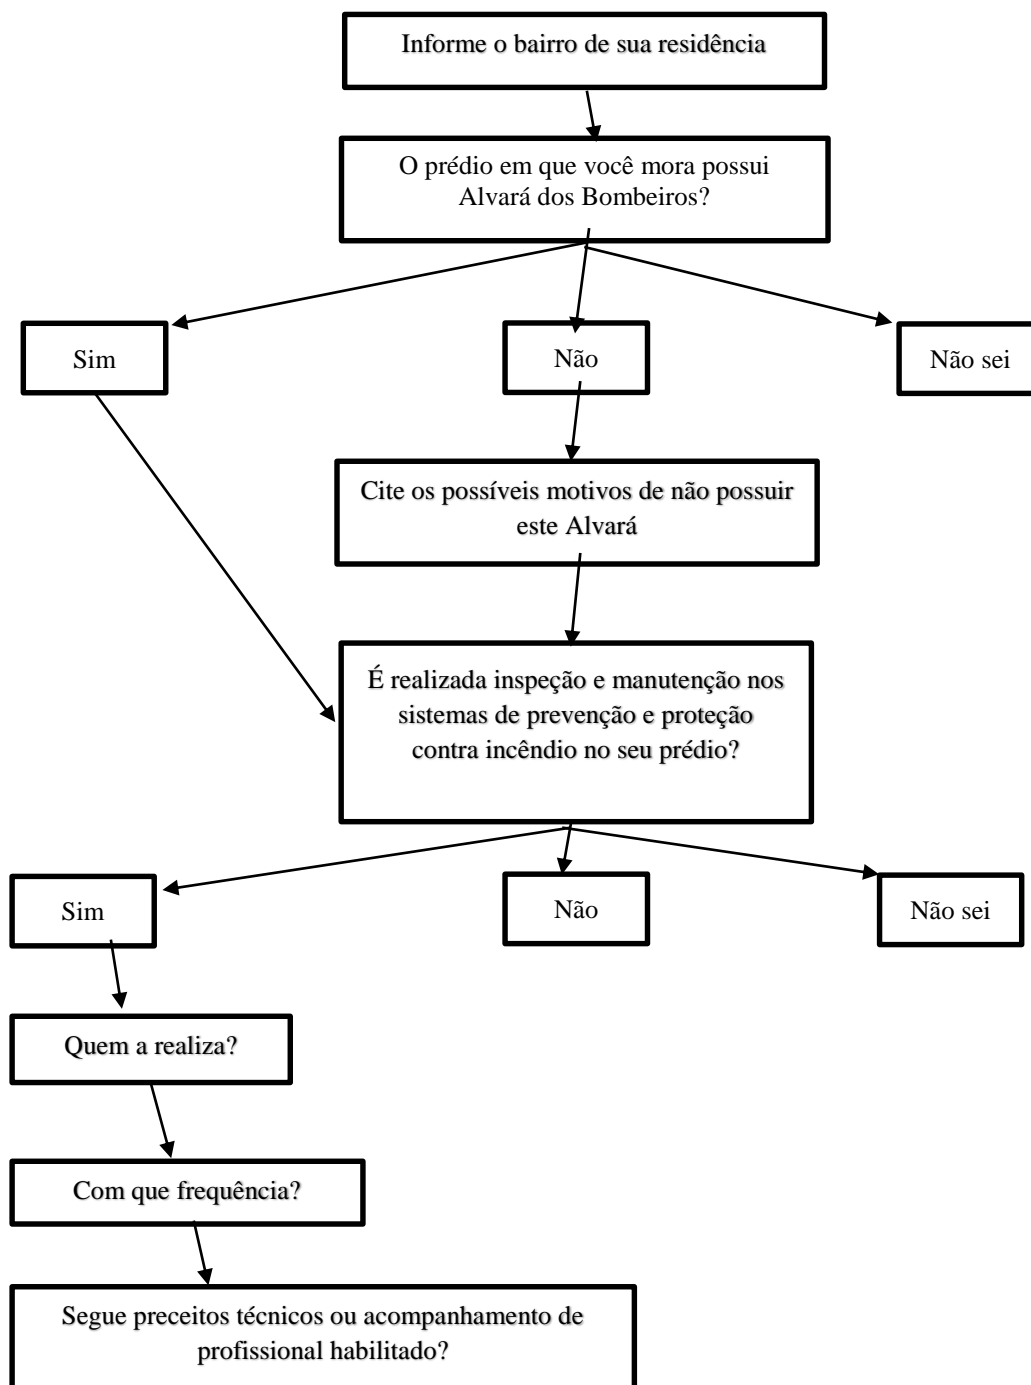 Informe o bairro de sua residência
O prédio em que você mora possui
Alvará dos Bombeiros?
Sim
Não
Não sei
Cite os possíveis motivos de não possuir
este Alvará
É realizada inspeção e manutenção nos
sistemas de prevenção e proteção
contra incêndio no seu prédio?
Sim
Não
Não sei
Quem a realiza?
Com que frequência?
Segue preceitos técnicos ou acompanhamento de
profissional habilitado?